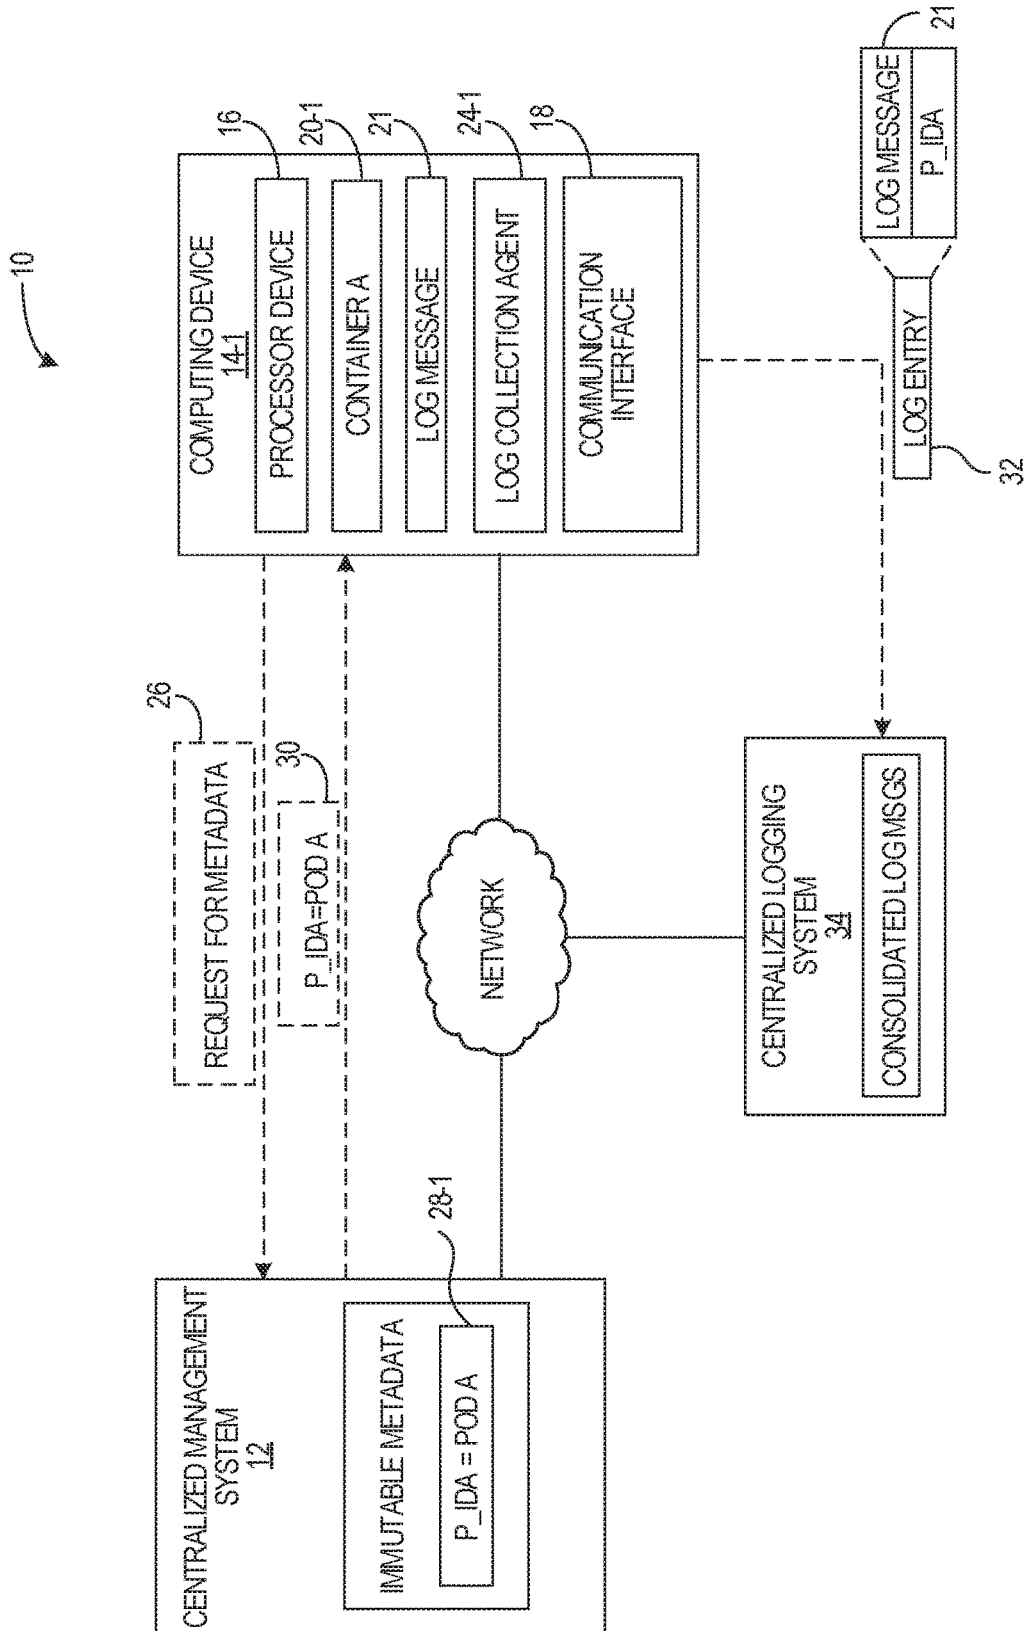 10
CENTRALIZED MANAGEMENT
SYSTEM
12
IMMUTABLE METADATA
P_IDA = POD A
28-1
REQUEST FOR METADATA
26
P_IDA=POD A
30
NETWORK
COMPUTING DEVICE
14-1
PROCESSOR DEVICE
16
CONTAINER A
20-1
LOG MESSAGE
21
LOG COLLECTION AGENT
24-1
COMMUNICATION
INTERFACE
18
CENTRALIZED LOGGING
SYSTEM
34
CONSOLIDATED LOG MSGS
LOG ENTRY
32
LOG MESSAGE
21
P_IDA